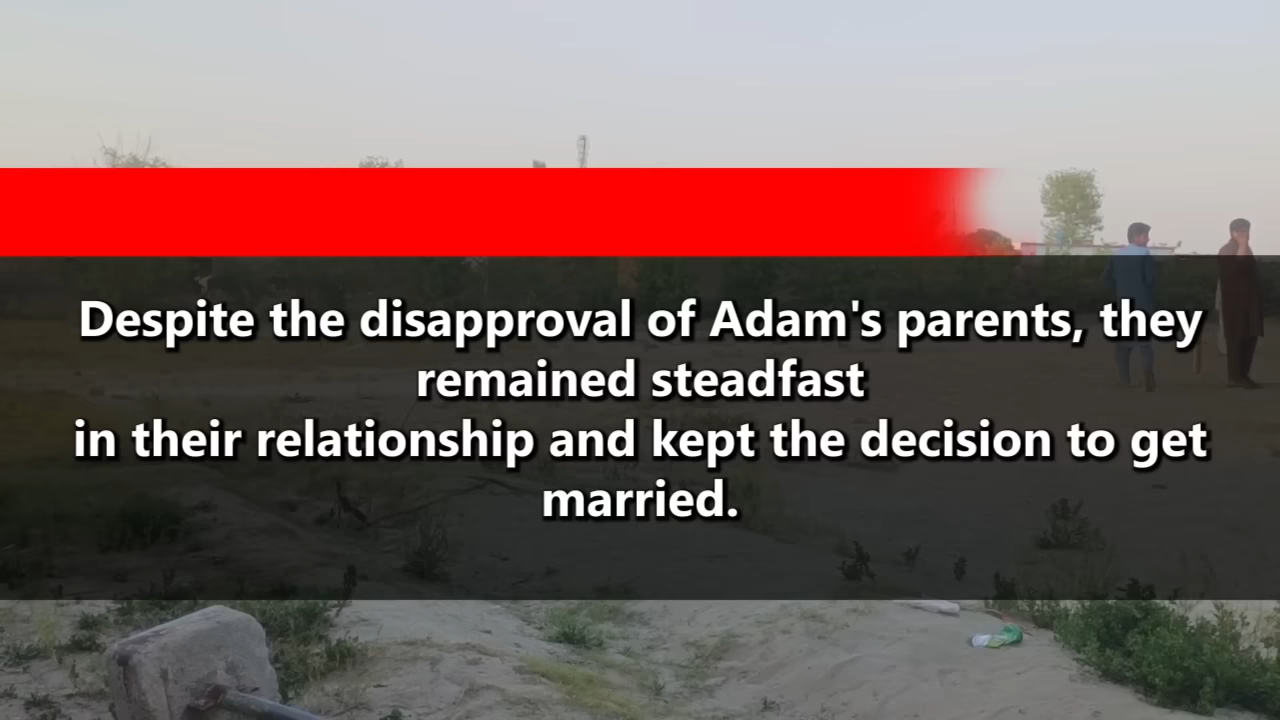 Despite the disapproval of Adam's parents, they
remained steadfast
in their relationship and kept the decision to get
married.